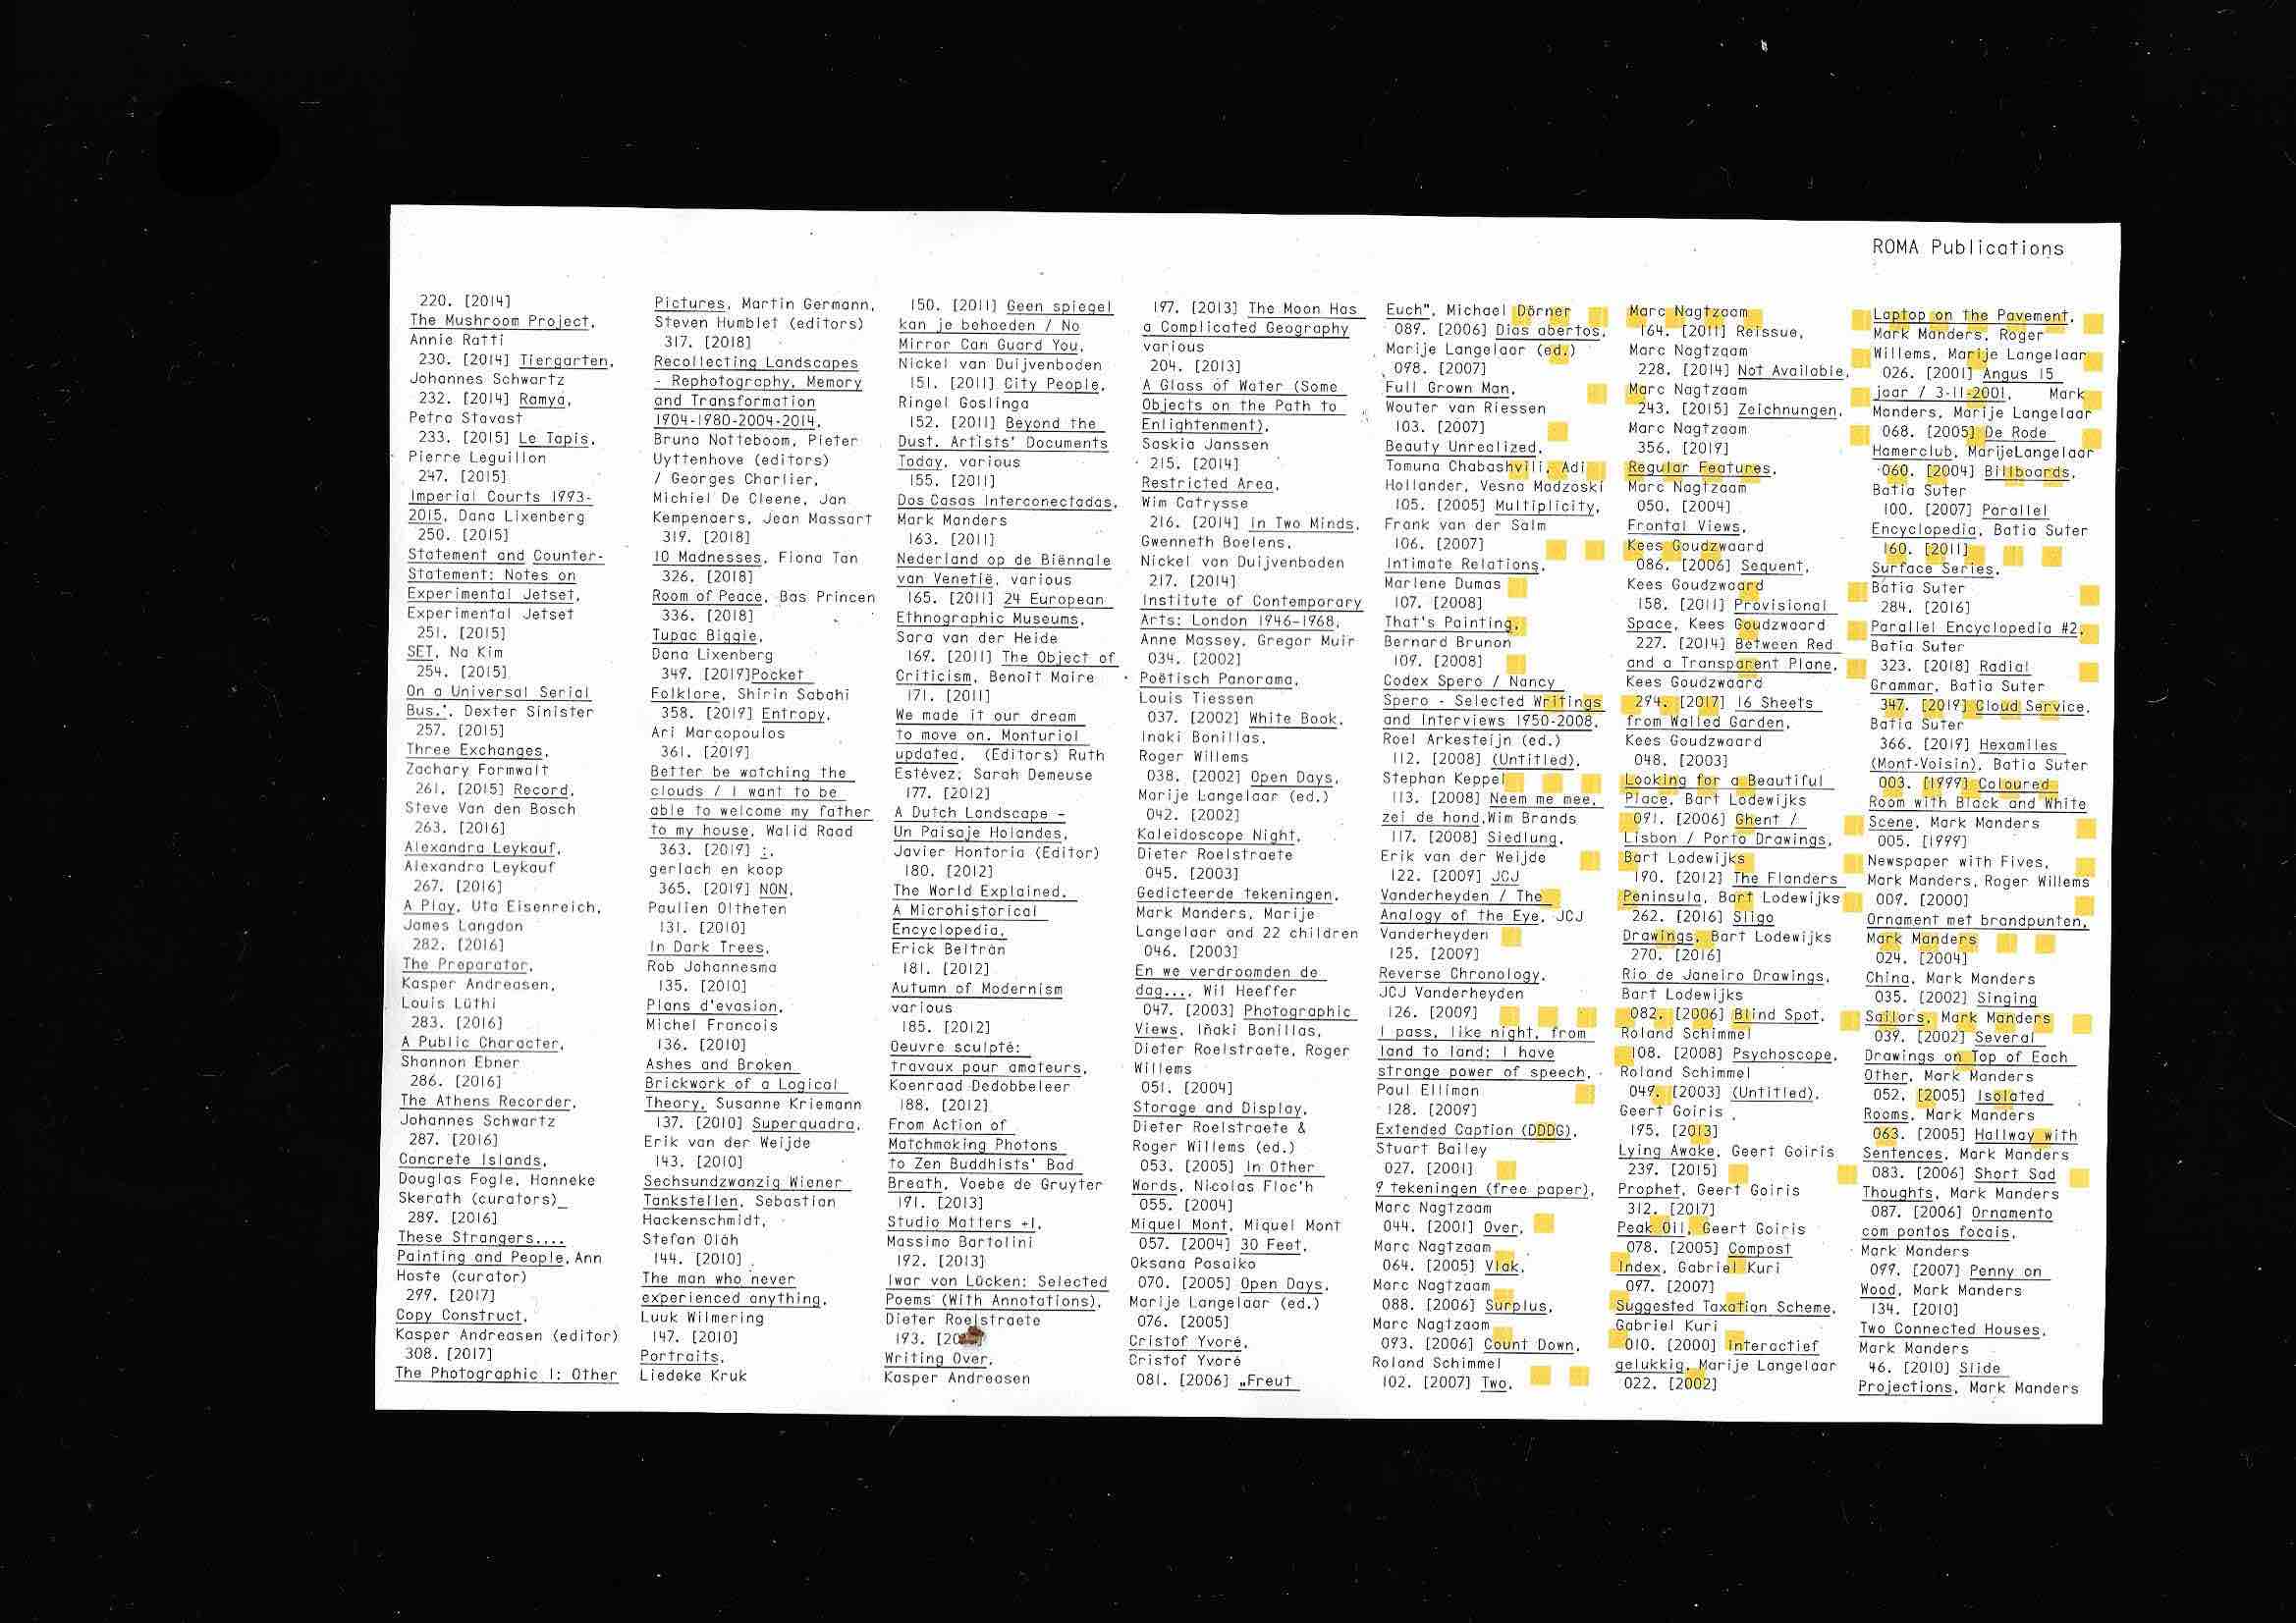 ROMA Publications
220. [2014]
The Mushroom Project,
Annie Ratti
230. [2014] Tiergarten,
Johannes Schwartz
232. [2014] Ramya,
Petra Stavast
233. [2015] Le Tapis,
Pierre Leguillon
247. [2015]
Imperial Courts 1993-
2015, Dana Lixenberg
250. [2015]
Statement and Counter-
Statement: Notes on
Experimental Jetset,
Experimental Jetset
251. [2015]
SET, Na Kim
254. [2015]
On a Universal Serial
Bus.*, Dexter Sinister
257. [2015]
Three Exchanges,
Zachary Formwalt
261. [2015] Record,
Steve Van den Bosch
263. [2016]
Alexandra Leykauf,
Alexandra Leykauf
267. [2016]
A Play, Uta Eisenreich,
James Langdon
282. [2016]
The Preparator,
Kasper Andreasen,
Louis Lüthi
283. [2016]
A Public Character,
Shannon Ebner
286. [2016]
The Athens Recorder,
Johannes Schwartz
287. [2016]
Concrete Islands,
Douglas Fogle, Hanneke
Skerath (curators)_
289. [2016]
These Strangers....
Painting and People, Ann
Hoste (curator)
299. [2017]
Copy Construct,
Kasper Andreasen (editor)
308. [2017]
The Photographic I: Other
Pictures, Martin Germann,
Steven Humblet (editors)
317. [2018]
Recollecting Landscapes
- Rephotography, Memory
and Transformation
1904-1980-2004-2014,
Bruno Notteboom, Pieter
Uyttenhove (editors)
/ Georges Charlier,
Michiel De Cleene, Jan
Kempenaers, Jean Massart
319. [2018]
10 Madnesses, Fiona Tan
326. [2018]
Room of Peace, Bas Princen
336. [2018]
Tupac Biggie,
Dana Lixenberg
349. [2019]Pocket
Folklore, Shirin Sabahi
358. [2019] Entropy,
Ari Marcopoulos
361. [2019]
Better be watching the
clouds / I want to be
able to welcome my father
to my house, Walid Raad
363. [2019] :,
gerlach en koop
365. [2019] NON,
Paulien Oltheten
131. [2010]
In Dark Trees,
Rob Johannesma
135. [2010]
Plans d'evasion,
Michel Francois
136. [2010]
Ashes and Broken
Brickwork of a Logical
Theory, Susanne Kriemann
137. [2010] Superquadra,
Erik van der Weijde
143. [2010]
Sechsundzwanzig Wiener
Tankstellen, Sebastian
Hackenschmidt,
Stefan Oláh
144. [2010]
The man who never
experienced anything,
Luuk Wilmering
147. [2010]
Portraits,
Liedeke Kruk
150. [2011] Geen spiegel
kan je behoeden / No
Mirror Can Guard You,
Nickel van Duijvenboden
151. [2011] City People,
Ringel Goslinga
152. [2011] Beyond the
Dust. Artists' Documents
Today, various
155. [2011]
Dos Casas Interconectadas,
Mark Manders
163. [2011]
Nederland op de Biënnale
van Venetië, various
165. [2011] 24 European
Ethnographic Museums,
Sara van der Heide
169. [2011] The Object of
Criticism, Benoît Maire
171. [2011]
We made it our dream
to move on. Monturiol
updated, (Editors) Ruth
Estévez, Sarah Demeuse
177. [2012]
A Dutch Landscape -
Un Paisaje Holandes,
Javier Hontoria (Editor)
180. [2012]
The World Explained,
A Microhistorical
Encyclopedia,
Erick Beltrán
181. [2012]
Autumn of Modernism
various
185. [2012]
Oeuvre sculpté:
Travaux pour amateurs,
Koenraad Dedobbeleer
188. [2012]
From Action of
Matchmaking Photons
to Zen Buddhists' Bad
Breath, Voebe de Gruyter
191. [2013]
Studio Matters +1,
Massimo Bartolini
192. [2013]
Iwar von Lücken: Selected
Poems (With Annotations),
Dieter Roelstraete
193.
Writing Over,
Kasper Andreasen
197. [2013] The Moon Has
a Complicated Geography
various
204. [2013]
A Glass of Water (Some
Objects on the Path to
Enlightenment),
Saskia Janssen
215. [2014]
Restricted Area,
Wim Catrysse
216. [2014] In Two Minds,
Gwenneth Boelens,
Nickel van Duijvenboden
217. [2014]
Institute of Contemporary
Arts: London 1946-1968,
Anne Massey, Gregor Muir
034. [2002]
Poëtisch Panorama,
Louis Tiessen
037. [2002] White Book,
Inaki Bonillas,
Roger Willems
038. [2002] Open Days,
Marije Langelaar (ed.)
042. [2002]
Kaleidoscope Night,
Dieter Roelstraete
045. [2003]
Gedicteerde tekeningen,
Mark Manders, Marije
Langelaar and 22 children
046. [2003]
En we verdroomden de
dag..., Wil Heeffer
047. [2003] Photographic
Views, Iñaki Bonillas,
Dieter Roelstraete, Roger
Willems
051. [2004]
Storage and Display,
Dieter Roelstraete &
Roger Willems (ed.)
053. [2005] In Other
Words, Nicolas Floc'h
055. [2004]
Miquel Mont, Miquel Mont
057. [2004] 30 Feet,
Oksana Pasaiko
070. [2005] Open Days,
Marije Langelaar (ed.)
076. [2005]
Cristof Yvoré,
Cristof Yvoré
081. [2006] „Freut
Euch", Michael Dörner
089. [2006] Dias abertos,
Marije Langelaar (ed.)
098. [2007]
Full Grown Man,
Wouter van Riessen
103. [2007]
Beauty Unrealized,
Tamuna Chabashvili, Adi
Hollander, Vesna Madzoski
105. [2005] Multiplicity,
Frank van der Salm
106. [2007]
Intimate Relations,
Marlene Dumas
107. [2008]
That's Painting,
Bernard Brunon
109. [2008]
Codex Spero / Nancy
Spero - Selected Writings
and Interviews 1950-2008,
Roel Arkesteijn (ed.)
112. [2008] (Untitled),
Stephan Keppel
113. [2008] Neem me mee,
zei de hond,Wim Brands
117. [2008] Siedlung,
Erik van der Weijde
122. [2009] JCJ
Vanderheyden / The
Analogy of the Eye, JCJ
Vanderheyden
125. [2009]
Reverse Chronology,
JCJ Vanderheyden
126. [2009]
I pass, like night, from
land to land; I have
strange power of speech,
Paul Elliman
128. [2009]
Extended Caption (DDDG),
Stuart Bailey
027. [2001]
9 tekeningen (free paper),
Marc Nagtzaam
044. [2001] Over,
Marc Nagtzaam
064. [2005] Vlak,
Marc Nagtzaam
088. [2006] Surplus,
Marc Nagtzaam
093. [2006] Count Down,
Roland Schimmel
102. [2007] Two,
Marc Nagtzaam
164. [2011] Reissue,
Marc Nagtzaam
228. [2014] Not Available,
Marc Nagtzaam
243. [2015] Zeichnungen,
Marc Nagtzaam
356. [2019]
Regular Features,
Marc Nagtzaam
050. [2004]
Frontal Views,
Kees Goudzwaard
086. [2006] Sequent,
Kees Goudzwaard
158. [2011] Provisional
Space, Kees Goudzwaard
227. [2014] Between Red
and a Transparent Plane,
Kees Goudzwaard
294. [2017] 16 Sheets
from Walled Garden,
Kees Goudzwaard
048. [2003]
Looking for a Beautiful
Place, Bart Lodewijks
091. [2006] Ghent /
Lisbon / Porto Drawings,
Bart Lodewijks
190. [2012] The Flanders
Peninsula, Bart Lodewijks
262. [2016] Sligo
Drawings, Bart Lodewijks
270. [2016]
Rio de Janeiro Drawings,
Bart Lodewijks
082. [2006] Blind Spot,
Roland Schimmel
108. [2008] Psychoscope,
Roland Schimmel
049. [2003] (Untitled),
Geert Goiris
195. [2013]
Lying Awake, Geert Goiris
239. [2015]
Prophet, Geert Goiris
312. [2017]
Peak Oil, Geert Goiris
078. [2005] Compost
Index, Gabriel Kuri
097. [2007]
Suggested Taxation Scheme,
Gabriel Kuri
010. [2000] Interactief
gelukkig, Marije Langelaar
022. [2002]
Laptop on the Pavement,
Mark Manders, Roger
Willems, Marije Langelaar
026. [2001] Angus 15
jaar / 3-11-2001, Mark
Manders, Marije Langelaar
068. [2005] De Rode
Hamerclub, MarijeLangelaar
060. [2004] Billboards,
Batia Suter
100. [2007] Parallel
Encyclopedia, Batia Suter
160. [2011]
Surface Series,
Batia Suter
284. [2016]
Parallel Encyclopedia #2,
Batia Suter
323. [2018] Radial
Grammar, Batia Suter
347. [2019] Cloud Service,
Batia Suter
366. [2019] Hexamiles
(Mont-Voisin), Batia Suter
003. [1999] Coloured
Room with Black and White
Scene, Mark Manders
005. [1999]
Newspaper with Fives,
Mark Manders, Roger Willems
009. [2000]
Ornament met brandpunten,
Mark Manders
024. [2004]
China, Mark Manders
035. [2002] Singing
Sailors, Mark Manders
039. [2002] Several
Drawings on Top of Each
Other, Mark Manders
052. [2005] Isolated
Rooms, Mark Manders
063. [2005] Hallway with
Sentences, Mark Manders
083. [2006] Short Sad
Thoughts, Mark Manders
087. [2006] Ornamento
com pontos focais,
Mark Manders
099. [2007] Penny on
Wood, Mark Manders
134. [2010]
Two Connected Houses,
Mark Manders
46. [2010] Slide
Projections, Mark Manders